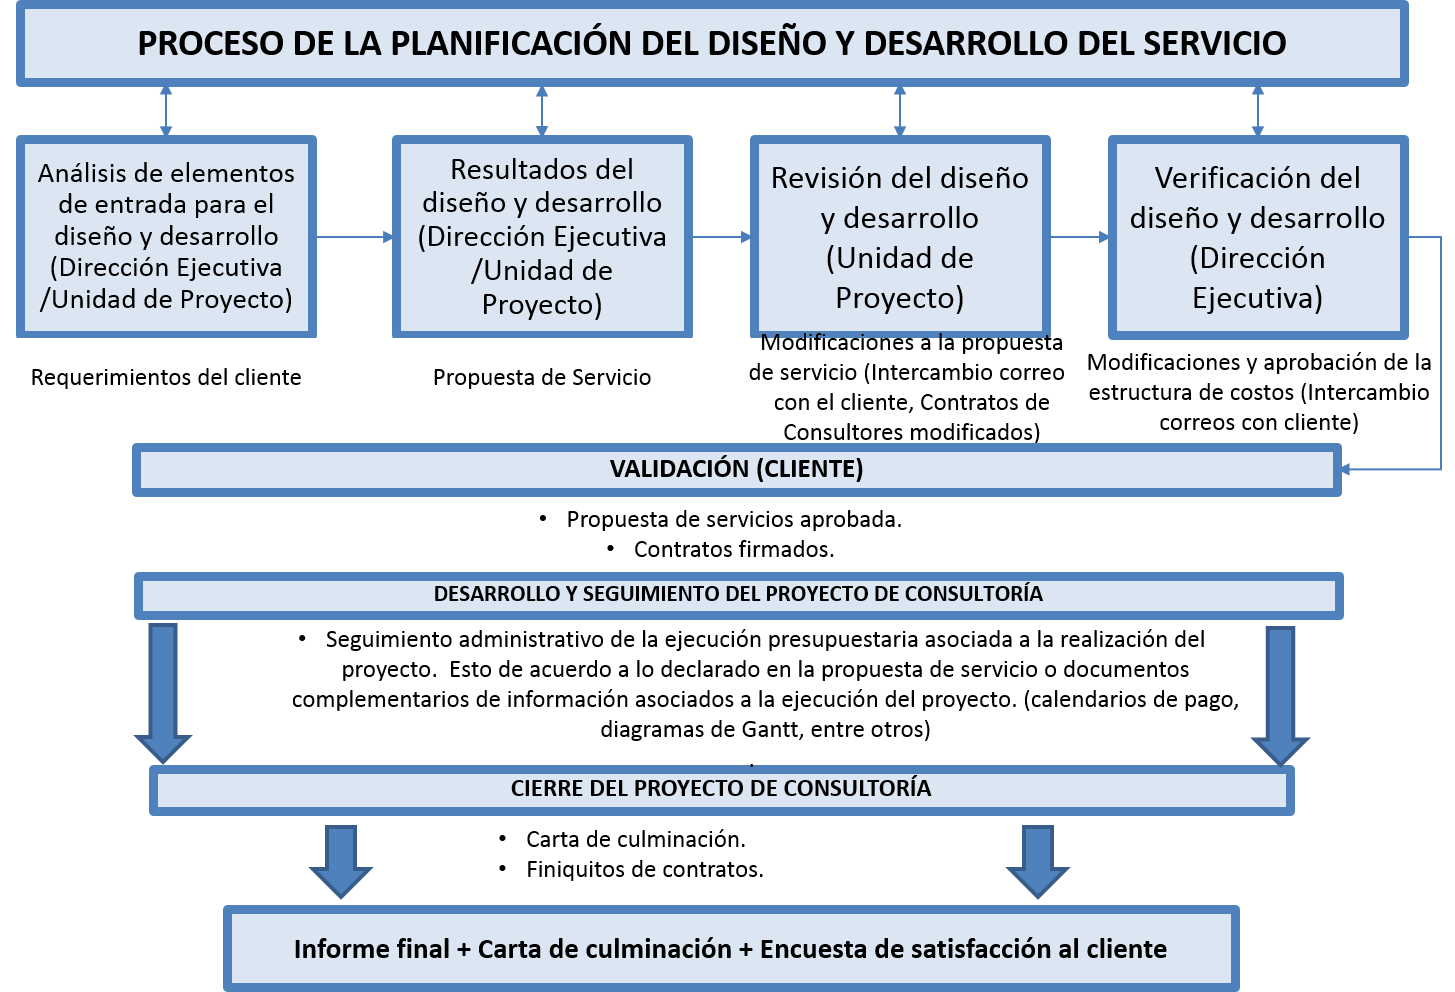 PROCESO DE LA PLANIFICACIÓN DEL DISEÑO Y DESARROLLO DEL SERVICIO
Análisis de elementos
de entrada para el
diseño y desarrollo
(Dirección Ejecutiva
/Unidad de Proyecto)
Resultados del
diseño y desarrollo
(Dirección Ejecutiva
/Unidad de
Proyecto)
Revisión del diseño
y desarrollo
(Unidad de
Proyecto)
Verificación del
diseño y desarrollo
(Dirección
Ejecutiva)
Requerimientos del cliente
Propuesta de Servicio
Modificaciones a la propuesta
de servicio (Intercambio correo
con el cliente, Contratos de
Consultores modificados)
Modificaciones y aprobación de la
estructura de costos (Intercambio
correos con cliente)
VALIDACIÓN (CLIENTE)
• Propuesta de servicios aprobada.
• Contratos firmados.
DESARROLLO Y SEGUIMIENTO DEL PROYECTO DE CONSULTORÍA
• Seguimiento administrativo de la ejecución presupuestaria asociada a la realización del
proyecto.  Esto de acuerdo a lo declarado en la propuesta de servicio o documentos
complementarios de información asociados a la ejecución del proyecto. (calendarios de pago,
diagramas de Gantt, entre otros)
.
CIERRE DEL PROYECTO DE CONSULTORÍA
• Carta de culminación.
• Finiquitos de contratos.
Informe final + Carta de culminación + Encuesta de satisfacción al cliente